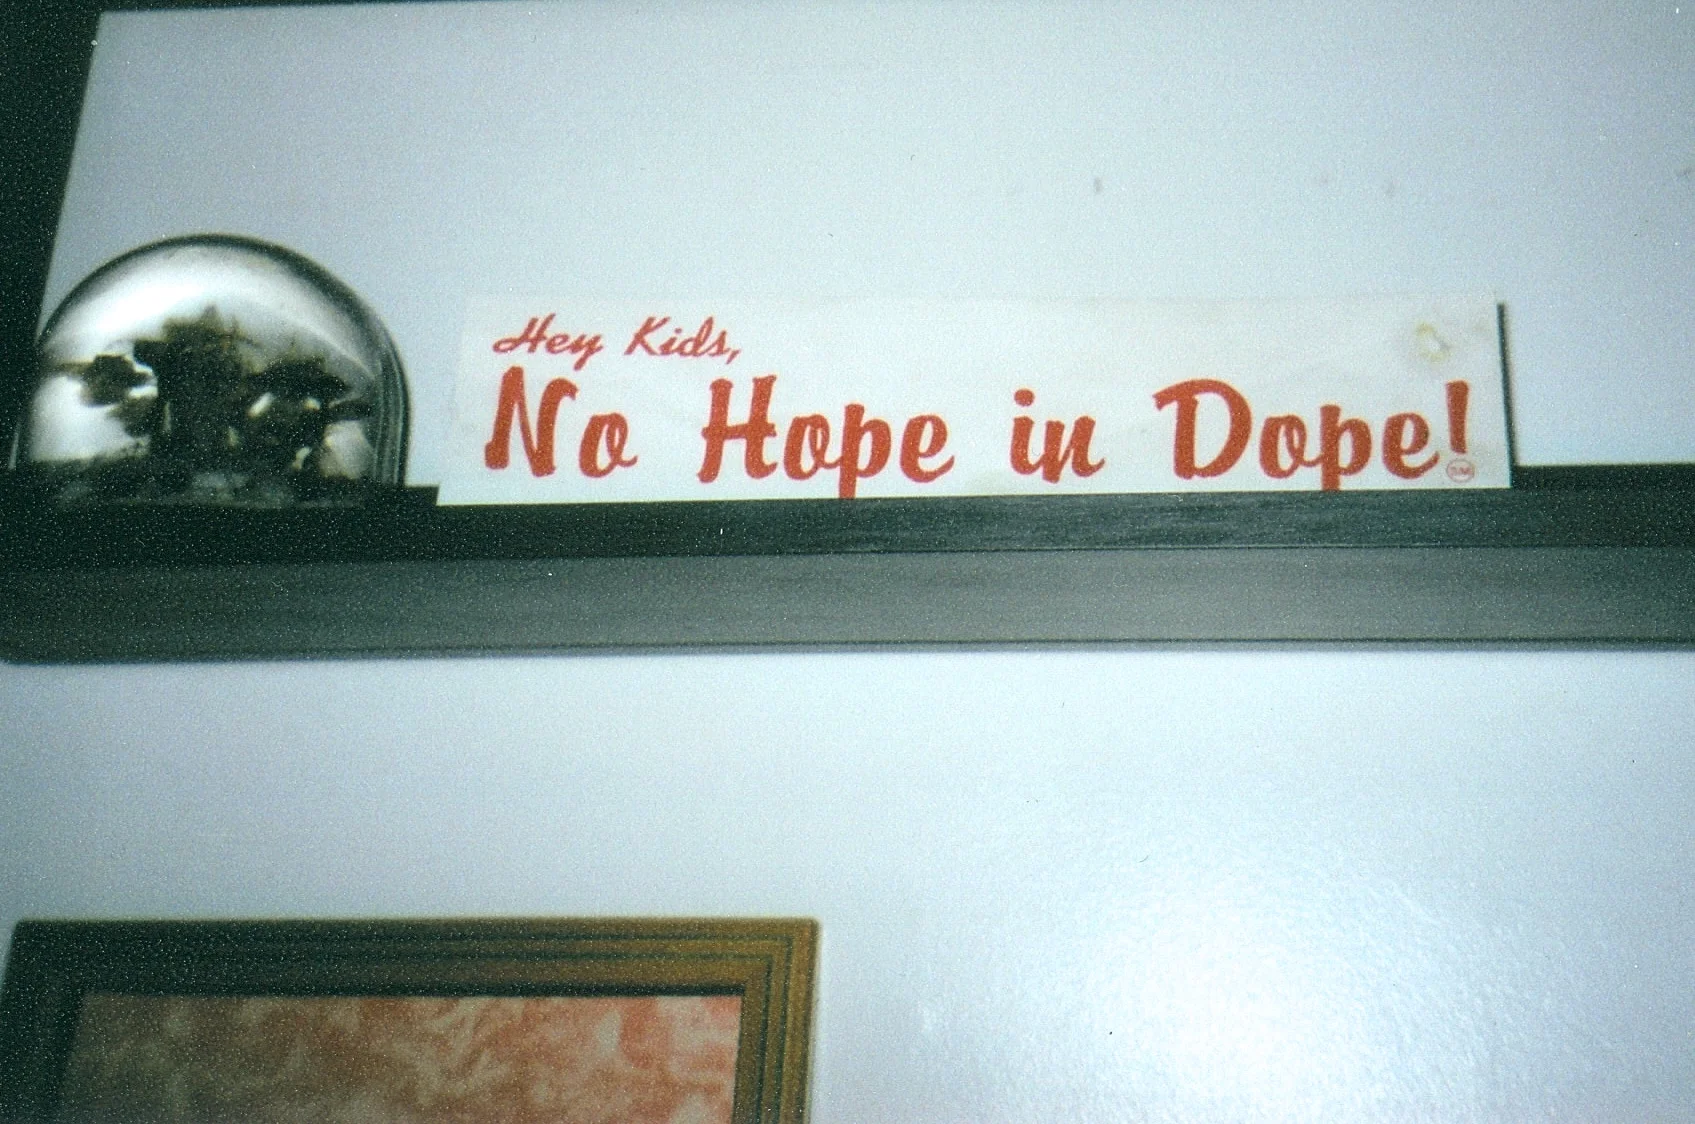 Hey Kids,
No Hope in Dope!